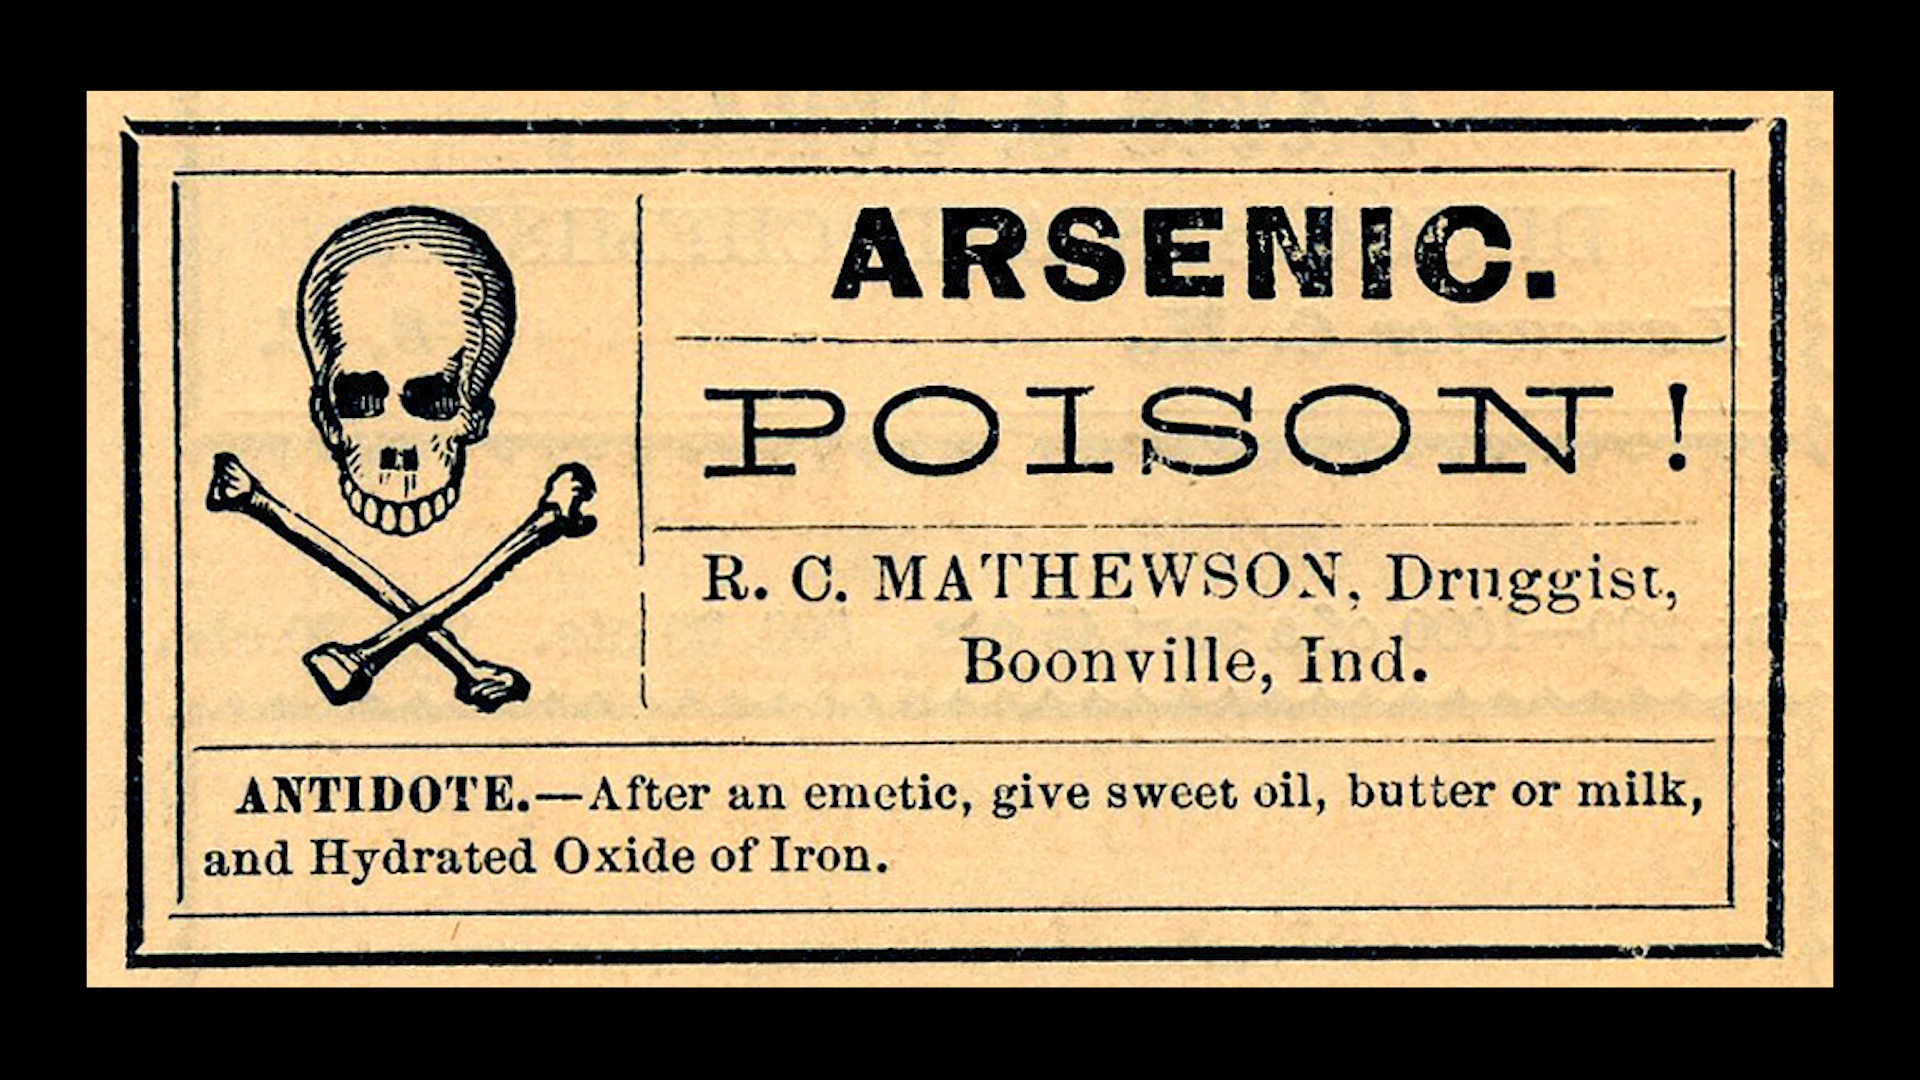 ARSENIC.
POISON!
R. C. MATHEWSON, Druggist,
Boonville, Ind.
ANTIDOTE.—After an emetic, give sweet oil, butter or milk,
and Hydrated Oxide of Iron.